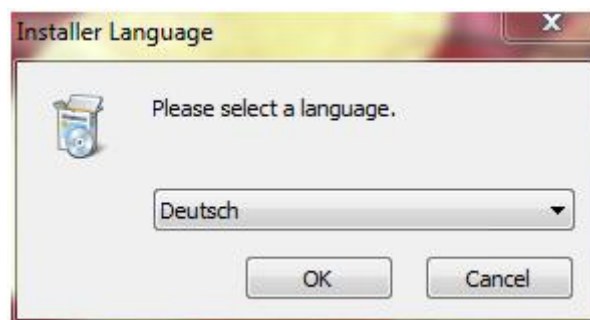 Installer Language
Please select a language.
Deutsch
OK
Cancel